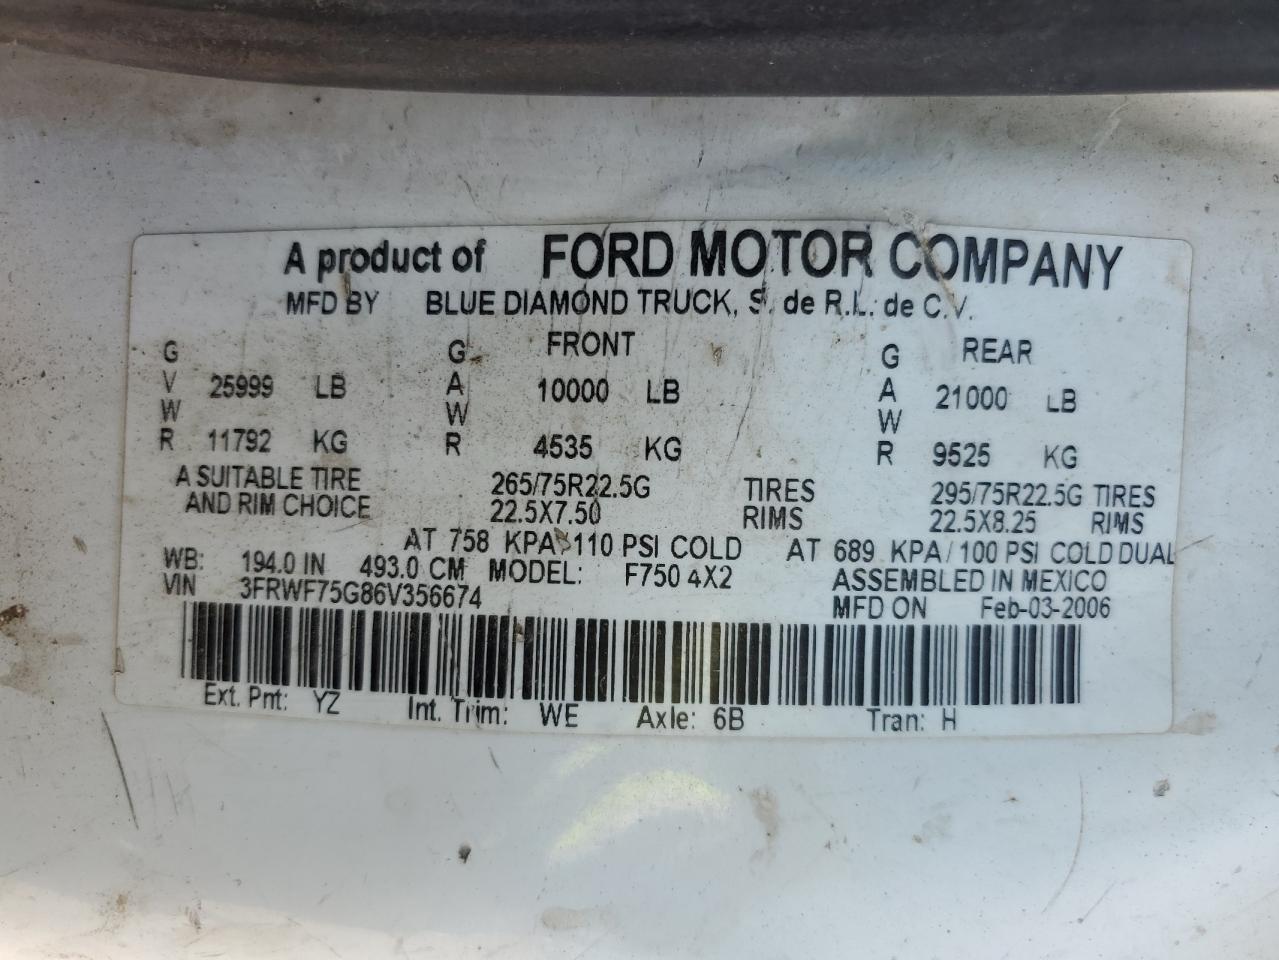 A product of FORD MOTOR COMPANY
MFD BY BLUE DIAMOND TRUCK, S. de R.L. de C.V.
GVWR 25999 LB 11792 KG
GAWR FRONT 10000 LB 4535 KG
GAWR REAR 21000 LB 9525 KG
A SUITABLE TIRE 265/75R22.5G TIRES 295/75R22.5G TIRES
AND RIM CHOICE 22.5X7.50 RIMS 22.5X8.25 RIMS
AT 758 KPA/110 PSI COLD AT 689 KPA/100 PSI COLD DUAL
WB: 194.0 IN 493.0 CM MODEL: F750 4X2 ASSEMBLED IN MEXICO
VIN 3FRWF75G86V356674 MFD ON Feb-03-2006
Ext. Pnt: YZ Int. Trim: WE Axle: 6B Tran: H